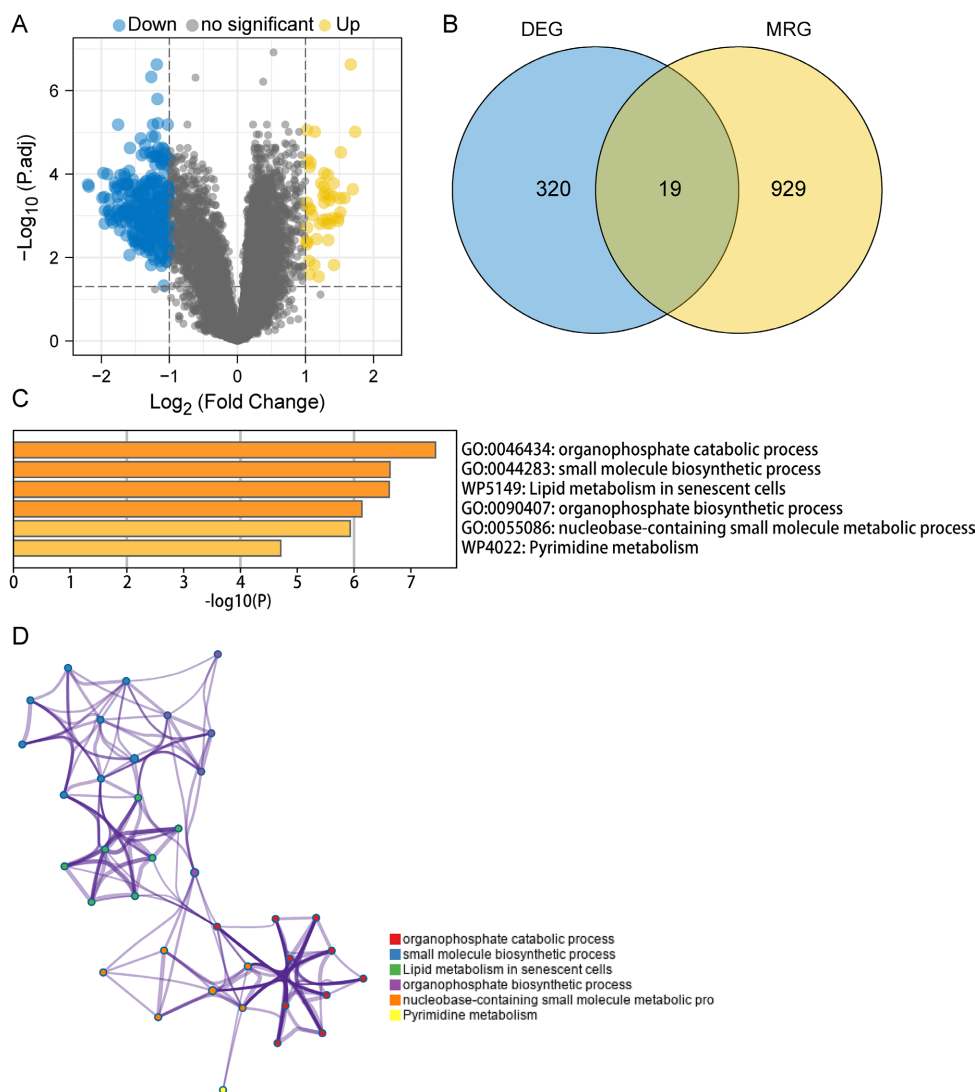 A
Down no significant Up
−Log10 (P.adj)
6
4
2
0
−2 −1 0 1 2
Log2 (Fold Change)
B
DEG MRG
320 19 929
C
GO:0046434: organophosphate catabolic process
GO:0044283: small molecule biosynthetic process
WP5149: Lipid metabolism in senescent cells
GO:0090407: organophosphate biosynthetic process
GO:0055086: nucleobase-containing small molecule metabolic process
WP4022: Pyrimidine metabolism
0 1 2 3 4 5 6 7
-log10(P)
D
organophosphate catabolic process
small molecule biosynthetic process
Lipid metabolism in senescent cells
organophosphate biosynthetic process
nucleobase-containing small molecule metabolic pro
Pyrimidine metabolism